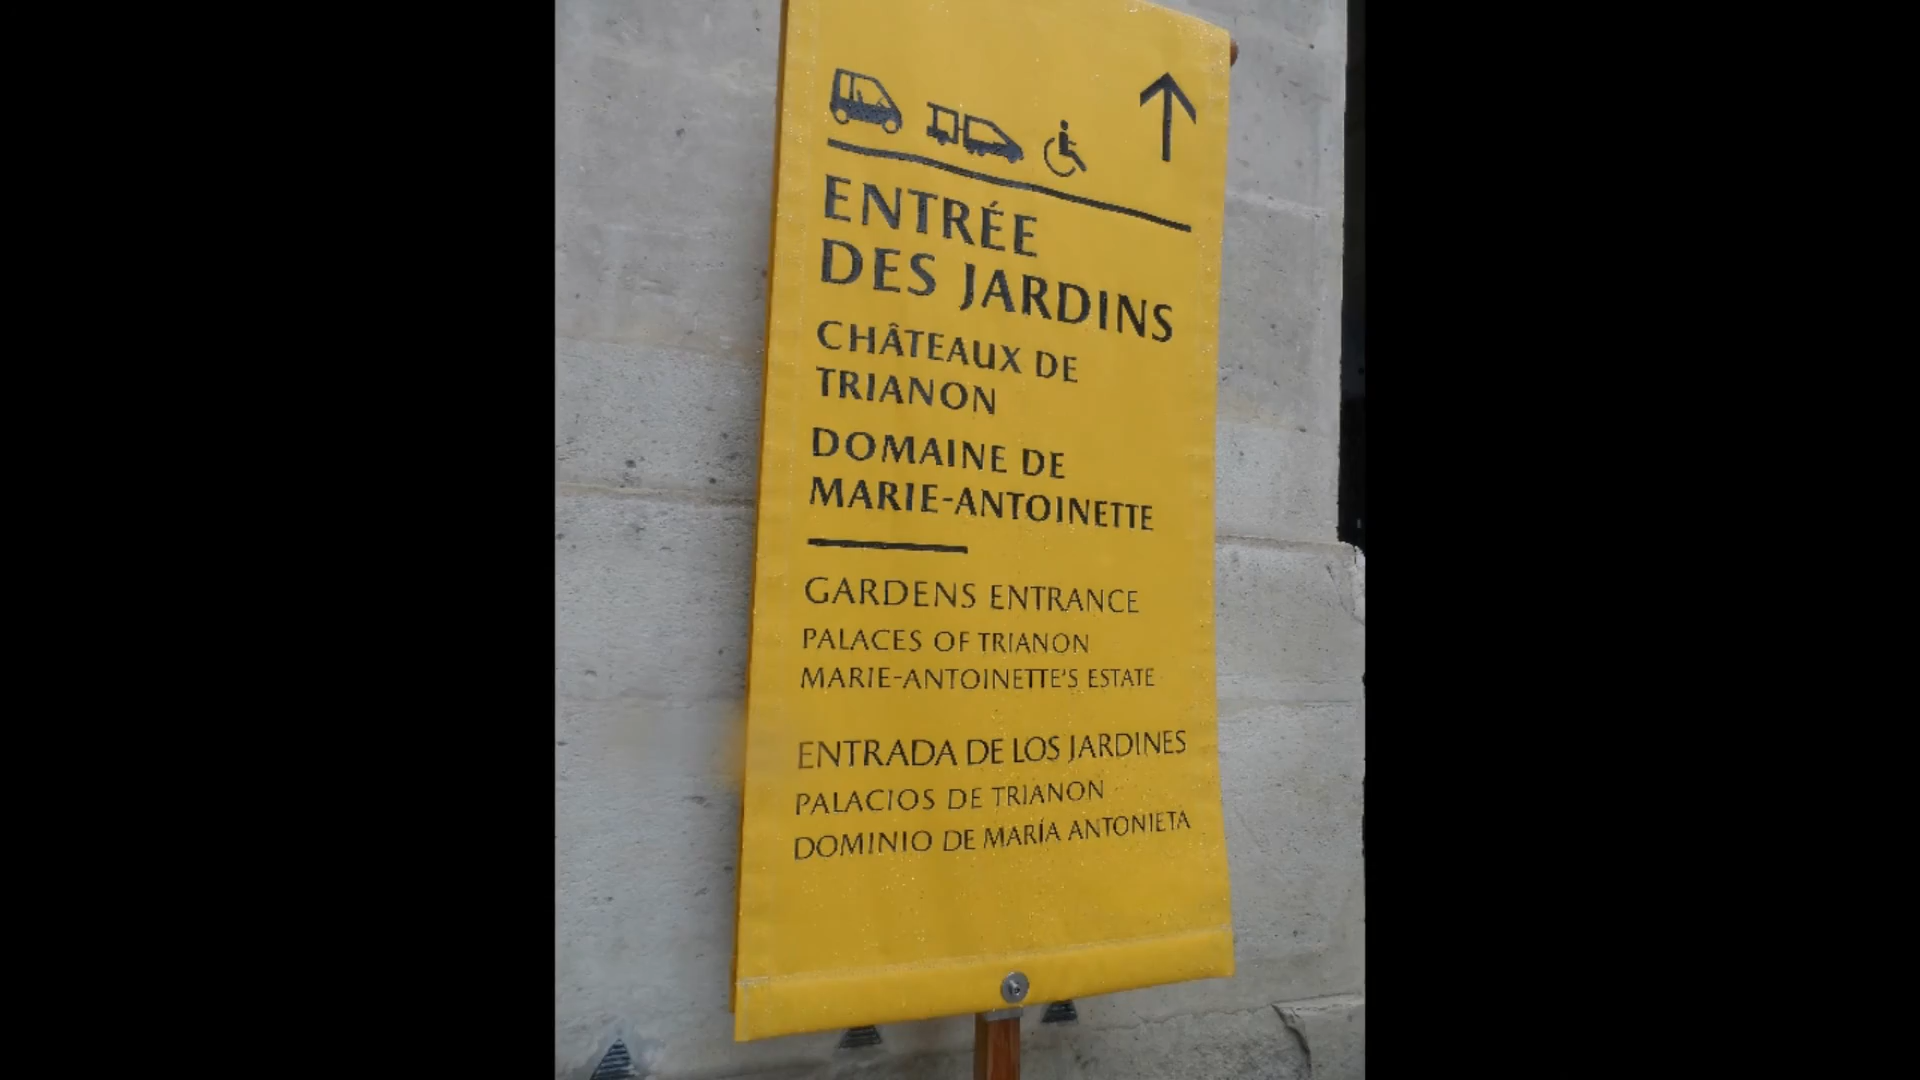 ENTRÉE
DES JARDINS
CHÂTEAUX DE
TRIANON
DOMAINE DE
MARIE-ANTOINETTE
GARDENS ENTRANCE
PALACES OF TRIANON
MARIE-ANTOINETTE'S ESTATE
ENTRADA DE LOS JARDINES
PALACIOS DE TRIANON
DOMINIO DE MARÍA ANTONIETA